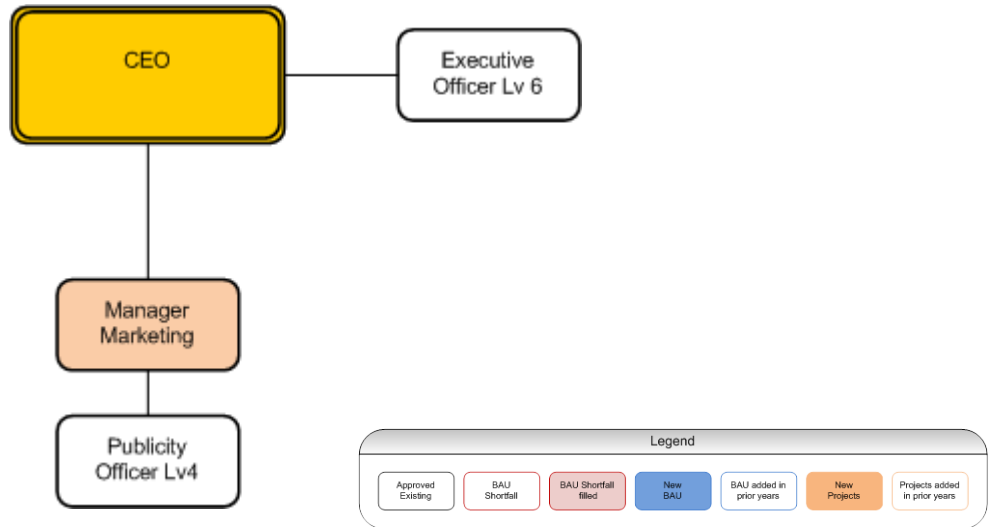 CEO
Executive
Officer Lv 6
Manager
Marketing
Publicity
Officer Lv4
Legend
Approved
Existing
BAU
Shortfall
BAU Shortfall
filled
New
BAU
BAU added in
prior years
New
Projects
Projects added
in prior years